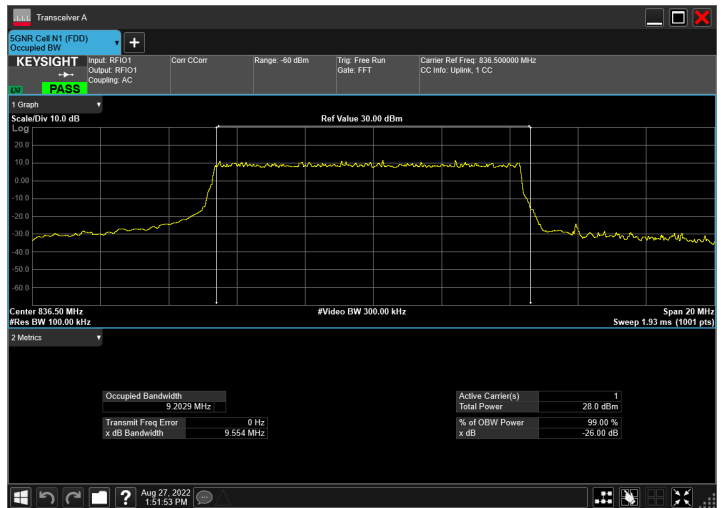 Transceiver A
5GNR Cell N1 (FDD)
Occupied BW
KEYSIGHT
LXI
PASS
Input: RFIO1
Output: RFIO1
Coupling: AC
Corr CCorr
Range: -60 dBm
Trig: Free Run
Gate: FFT
Carrier Ref Freq: 836.500000 MHz
CC Info: Uplink, 1 CC
1 Graph
Scale/Div 10.0 dB
Ref Value 30.00 dBm
Log
20.0
10.0
0.00
-10.0
-20.0
-30.0
-40.0
-50.0
-60.0
Center 836.50 MHz
#Video BW 300.00 kHz
Span 20 MHz
#Res BW 100.00 kHz
Sweep 1.93 ms (1001 pts)
2 Metrics
Occupied Bandwidth
9.2029 MHz
Transmit Freq Error 0 Hz
x dB Bandwidth 9.554 MHz
Active Carrier(s) 1
Total Power 28.0 dBm
% of OBW Power 99.00 %
x dB -26.00 dB
Aug 27, 2022
1:51:53 PM